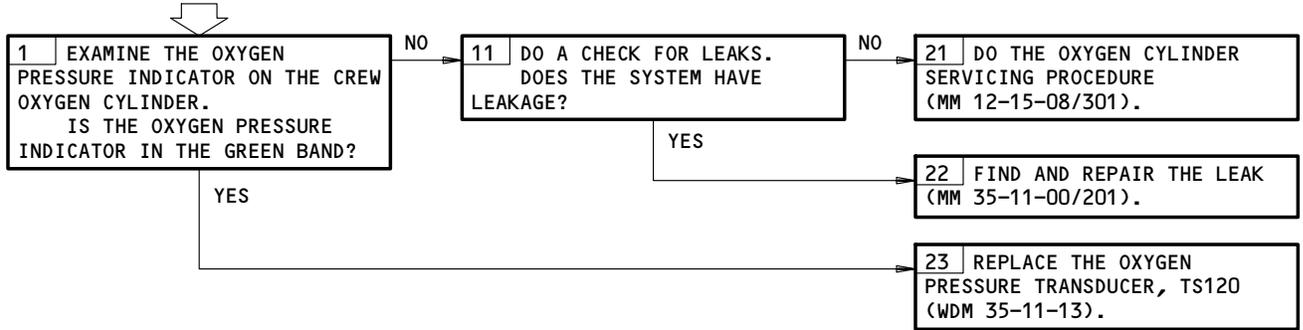 1 EXAMINE THE OXYGEN
PRESSURE INDICATOR ON THE CREW
OXYGEN CYLINDER.
IS THE OXYGEN PRESSURE
INDICATOR IN THE GREEN BAND?
NO
YES
11 DO A CHECK FOR LEAKS.
DOES THE SYSTEM HAVE
LEAKAGE?
NO
YES
21 DO THE OXYGEN CYLINDER
SERVICING PROCEDURE
(MM 12-15-08/301).
22 FIND AND REPAIR THE LEAK
(MM 35-11-00/201).
23 REPLACE THE OXYGEN
PRESSURE TRANSDUCER, TS120
(WDM 35-11-13).